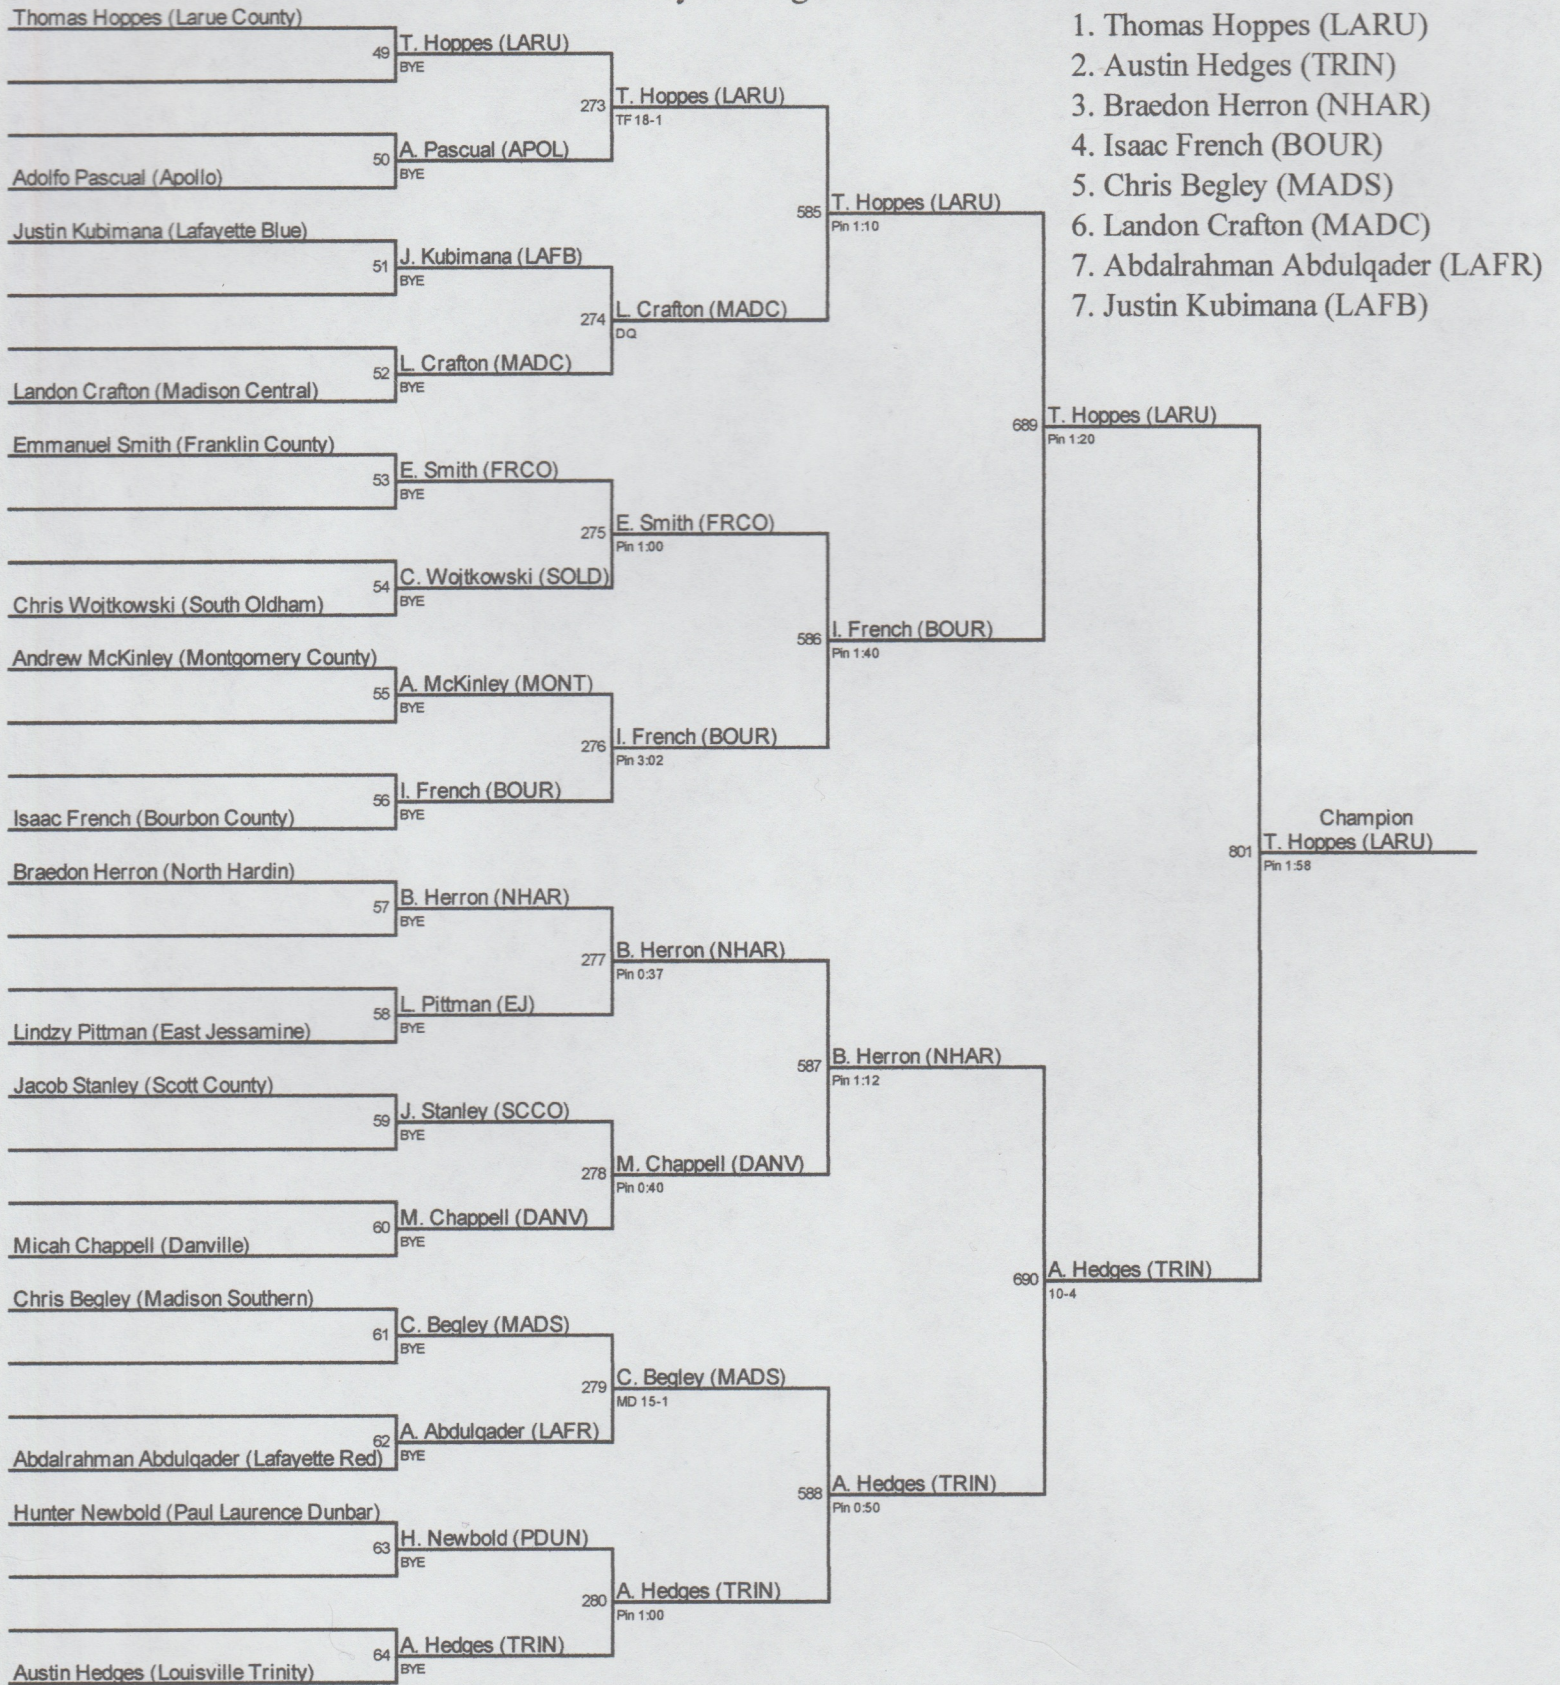 Thomas Hoppes (Larue County)
49
T. Hoppes (LARU)
BYE
273
T. Hoppes (LARU)
TF 18-1
50
A. Pascual (APOL)
BYE
Adolfo Pascual (Apollo)
585
T. Hoppes (LARU)
Pin 1:10
Justin Kubimana (Lafayette Blue)
51
J. Kubimana (LAFB)
BYE
274
L. Crafton (MADC)
DQ
52
L. Crafton (MADC)
BYE
Landon Crafton (Madison Central)
689
T. Hoppes (LARU)
Pin 1:20
Emmanuel Smith (Franklin County)
53
E. Smith (FRCO)
BYE
275
E. Smith (FRCO)
Pin 1:00
54
C. Wojtkowski (SOLD)
BYE
Chris Wojtkowski (South Oldham)
586
I. French (BOUR)
Pin 1:40
Andrew McKinley (Montgomery County)
55
A. McKinley (MONT)
BYE
276
I. French (BOUR)
Pin 3:02
56
I. French (BOUR)
BYE
Isaac French (Bourbon County)
Champion
801
T. Hoppes (LARU)
Pin 1:58
Braedon Herron (North Hardin)
57
B. Herron (NHAR)
BYE
277
B. Herron (NHAR)
Pin 0:37
58
L. Pittman (EJ)
BYE
Lindzy Pittman (East Jessamine)
587
B. Herron (NHAR)
Pin 1:12
Jacob Stanley (Scott County)
59
J. Stanley (SCCO)
BYE
278
M. Chappell (DANV)
Pin 0:40
60
M. Chappell (DANV)
BYE
Micah Chappell (Danville)
690
A. Hedges (TRIN)
10-4
Chris Begley (Madison Southern)
61
C. Begley (MADS)
BYE
279
C. Begley (MADS)
MD 15-1
62
A. Abdulqader (LAFR)
BYE
Abdalrahman Abdulqader (Lafayette Red)
588
A. Hedges (TRIN)
Pin 0:50
Hunter Newbold (Paul Laurence Dunbar)
63
H. Newbold (PDUN)
BYE
280
A. Hedges (TRIN)
Pin 1:00
64
A. Hedges (TRIN)
BYE
Austin Hedges (Louisville Trinity)
1. Thomas Hoppes (LARU)
2. Austin Hedges (TRIN)
3. Braedon Herron (NHAR)
4. Isaac French (BOUR)
5. Chris Begley (MADS)
6. Landon Crafton (MADC)
7. Abdalrahman Abdulqader (LAFR)
7. Justin Kubimana (LAFB)